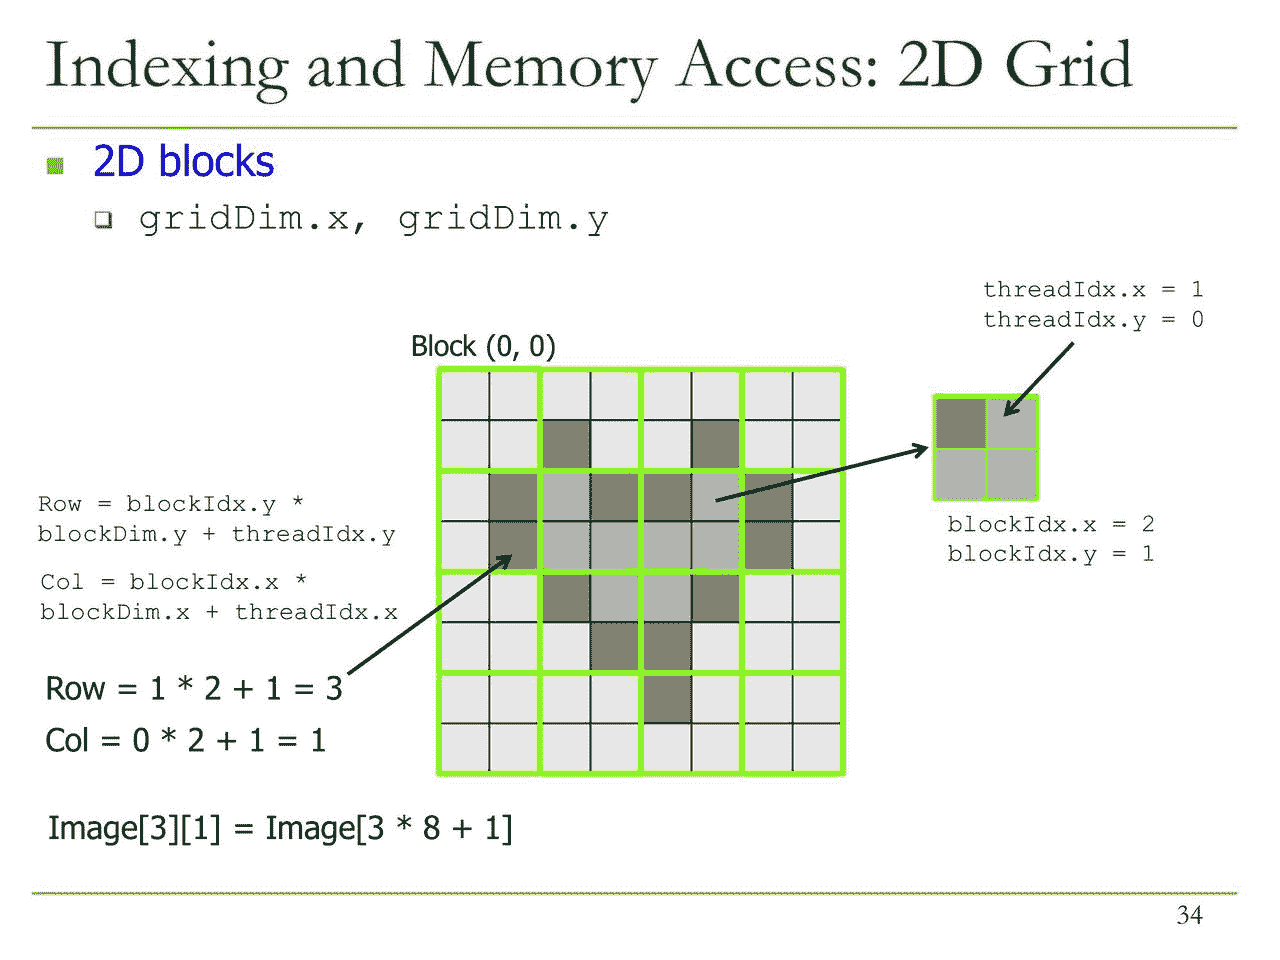 Indexing and Memory Access: 2D Grid
2D blocks
gridDim.x, gridDim.y
threadIdx.x = 1
threadIdx.y = 0
Block (0, 0)
Row = blockIdx.y *
blockDim.y + threadIdx.y
blockIdx.x = 2
blockIdx.y = 1
Col = blockIdx.x *
blockDim.x + threadIdx.x
Row = 1 * 2 + 1 = 3
Col = 0 * 2 + 1 = 1
Image[3][1] = Image[3 * 8 + 1]
34